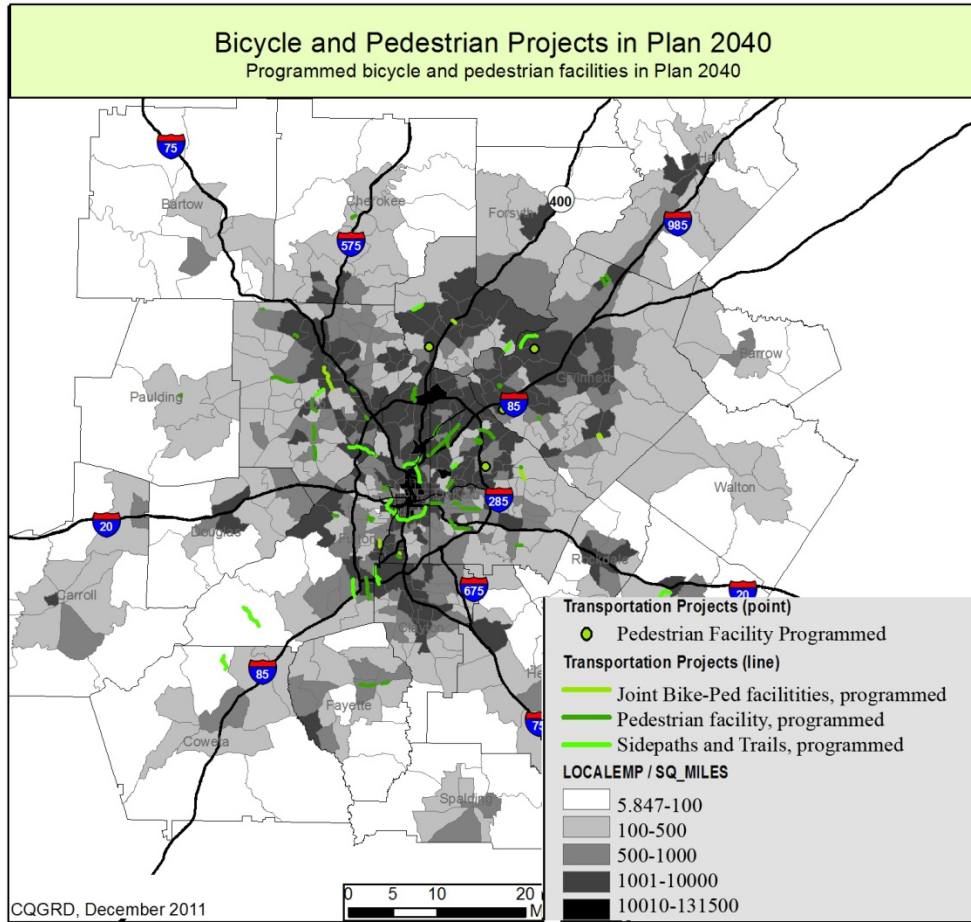 Bicycle and Pedestrian Projects in Plan 2040
Programmed bicycle and pedestrian facilities in Plan 2040
75
Hall
Bartow
Cherokee
400
Forsyth
985
575
Barrow
Gwinnett
Paulding
85
Walton
285
20
Douglas
Rockdale
Carroll
675
20
85
Fayette
75
Coweta
Spalding
Transportation Projects (point)
Pedestrian Facility Programmed
Transportation Projects (line)
Joint Bike-Ped facilitities, programmed
Pedestrian facility, programmed
Sidepaths and Trails, programmed
LOCALEMP / SQ_MILES
5.847-100
100-500
500-1000
1001-10000
10010-131500
0 5 10 20
CQGRD, December 2011